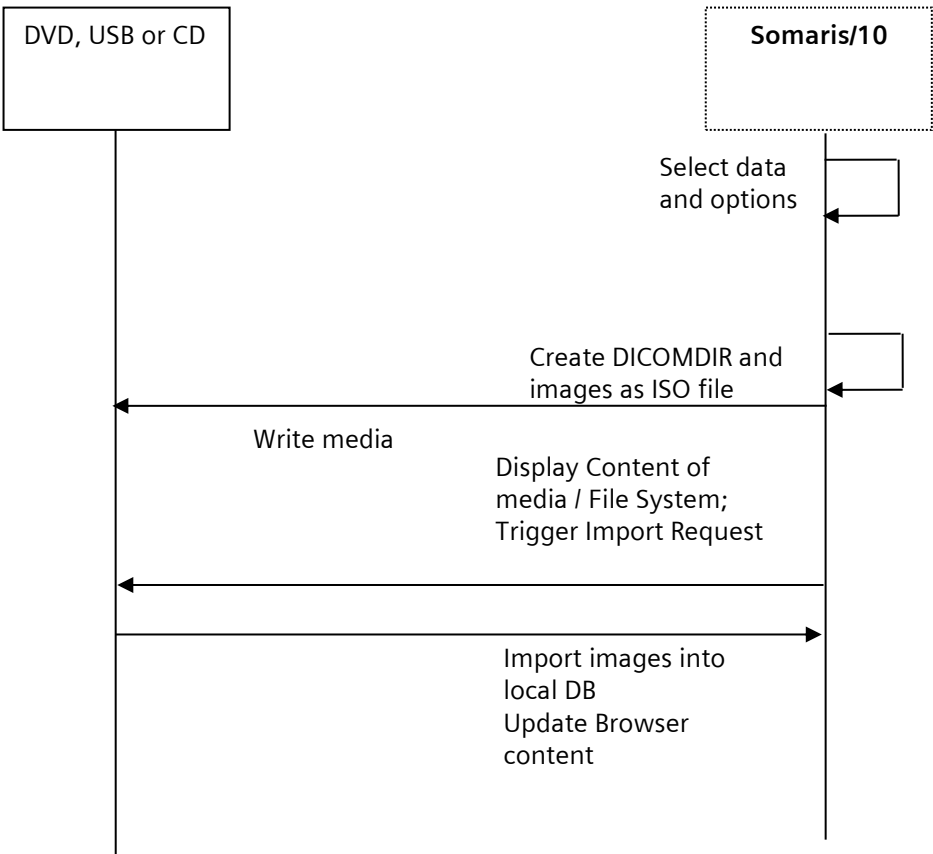 DVD, USB or CD
Somaris/10
Select data
and options
Create DICOMDIR and
images as ISO file
Write media
Display Content of
media / File System;
Trigger Import Request
Import images into
local DB
Update Browser
content